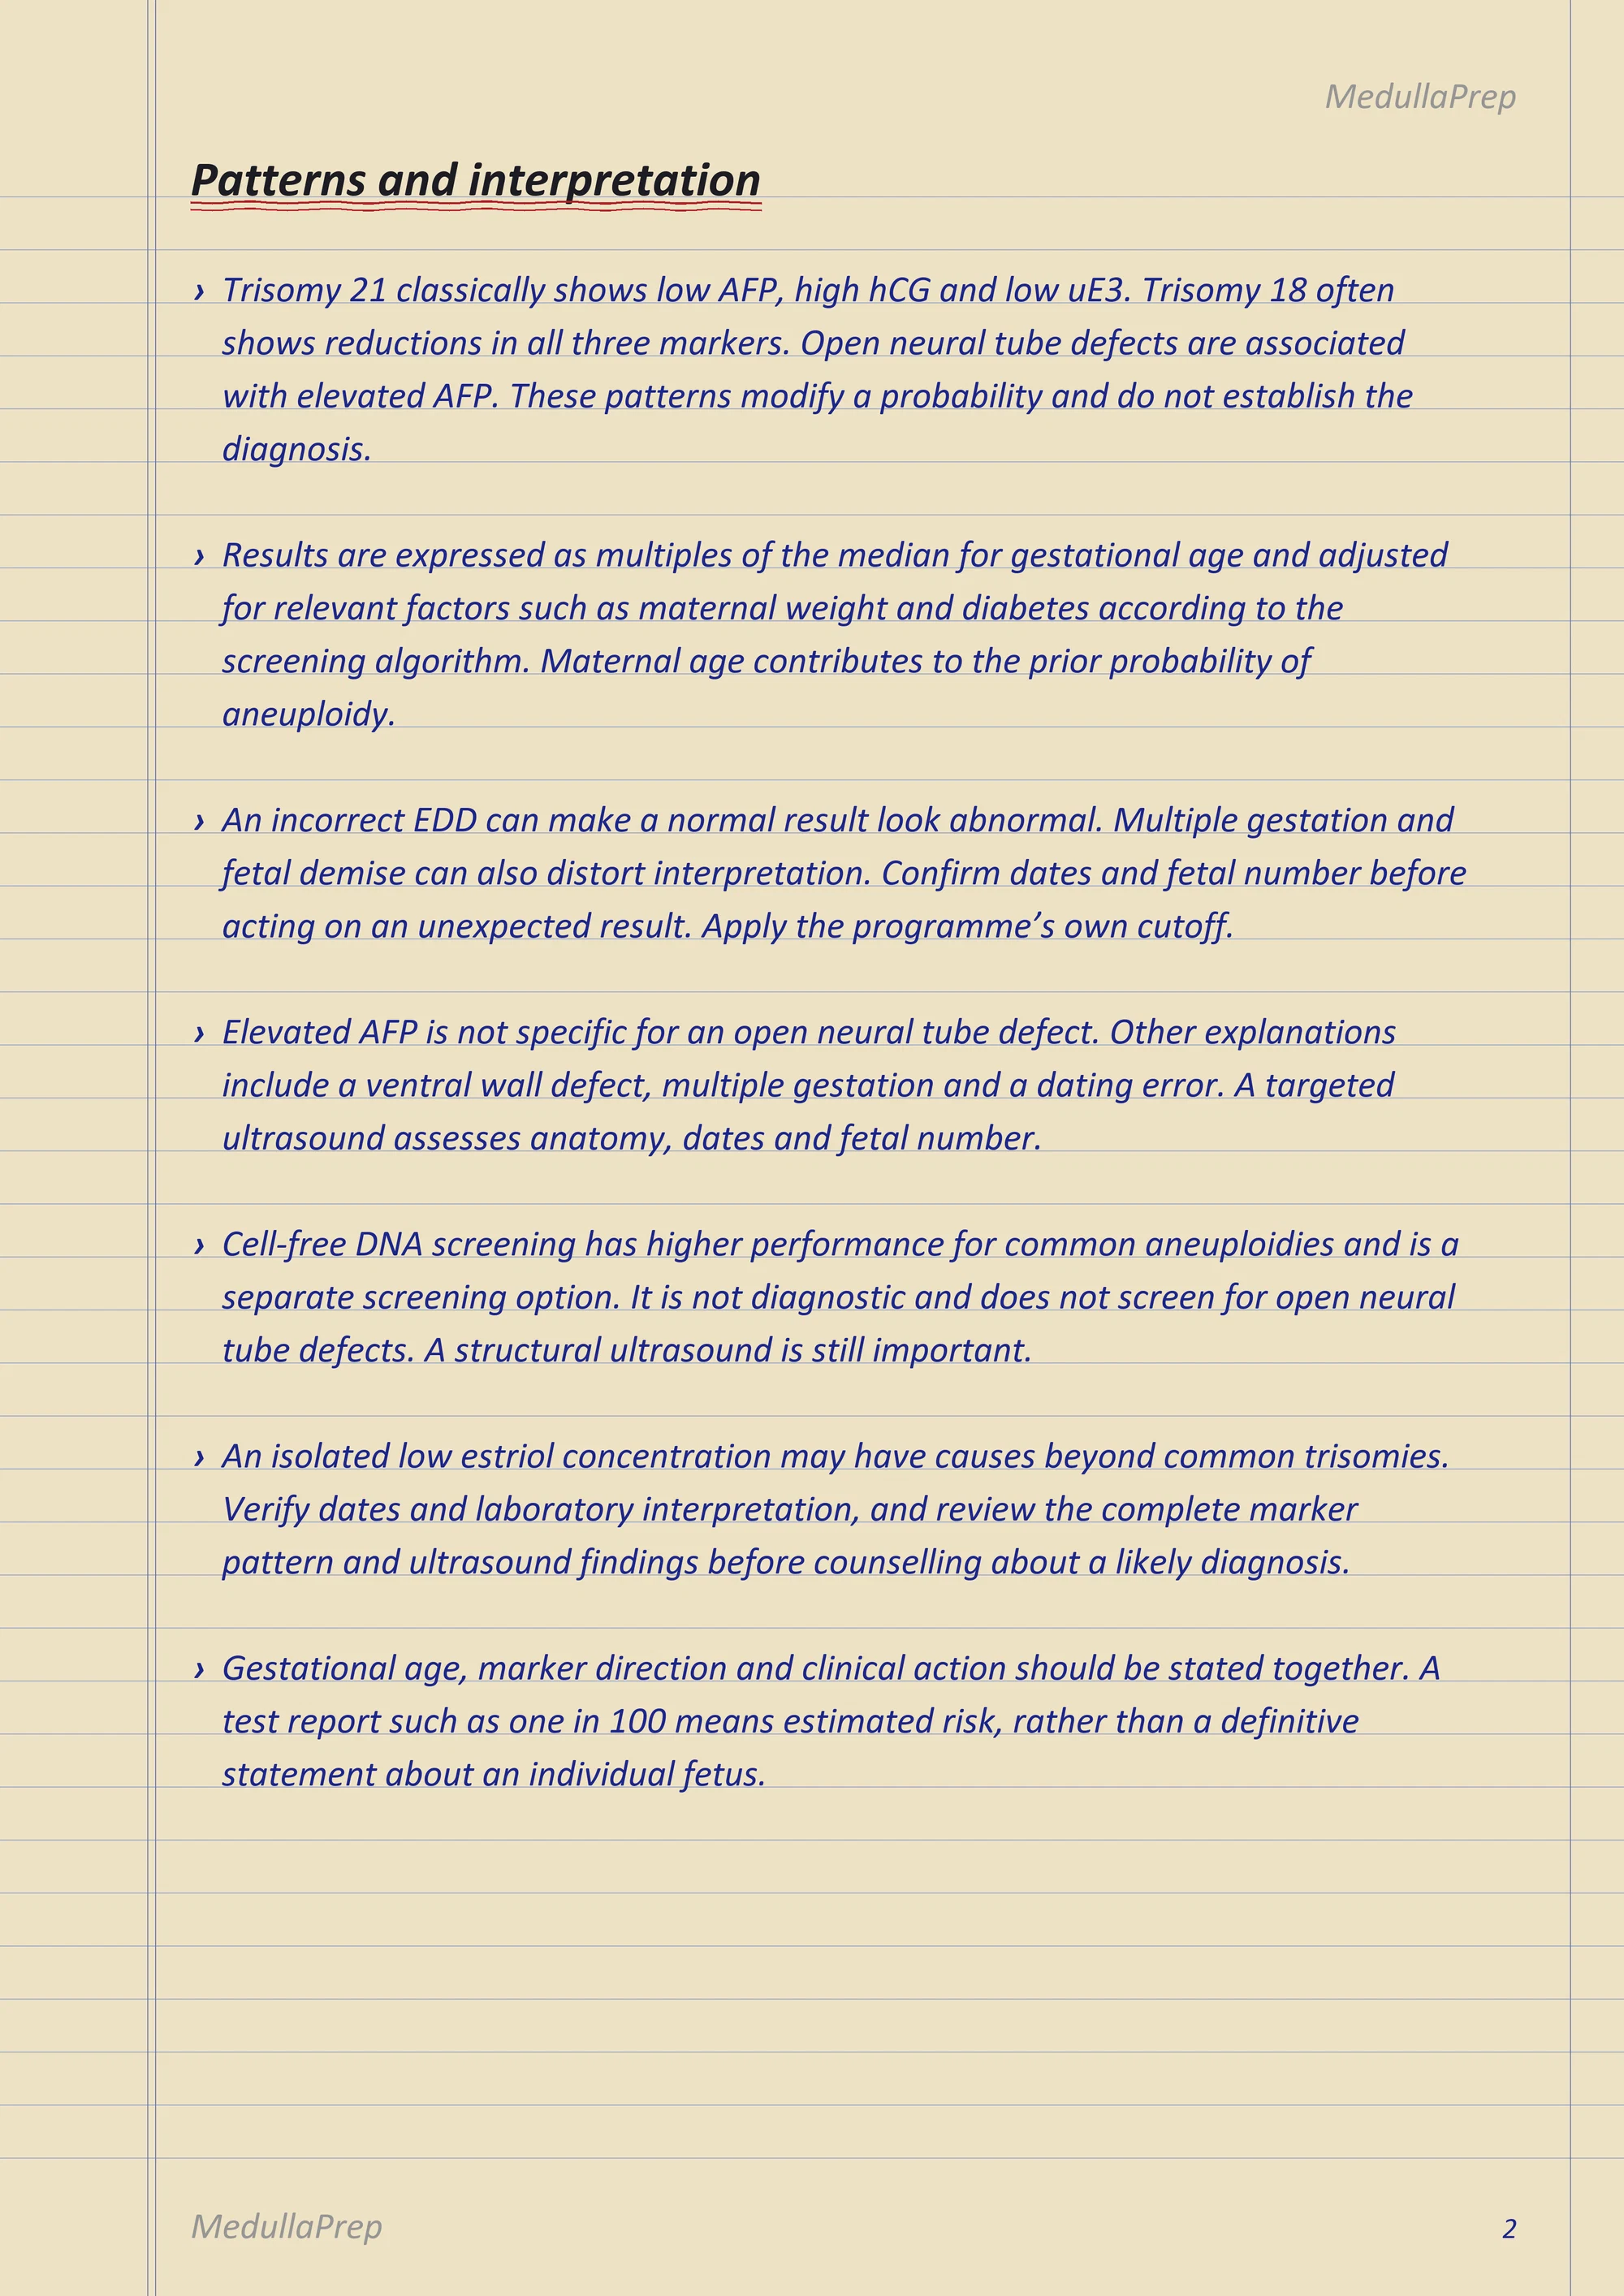 MedullaPrep
Patterns and interpretation
› Trisomy 21 classically shows low AFP, high hCG and low uE3. Trisomy 18 often
shows reductions in all three markers. Open neural tube defects are associated
with elevated AFP. These patterns modify a probability and do not establish the
diagnosis.
› Results are expressed as multiples of the median for gestational age and adjusted
for relevant factors such as maternal weight and diabetes according to the
screening algorithm. Maternal age contributes to the prior probability of
aneuploidy.
› An incorrect EDD can make a normal result look abnormal. Multiple gestation and
fetal demise can also distort interpretation. Confirm dates and fetal number before
acting on an unexpected result. Apply the programme’s own cutoff.
› Elevated AFP is not specific for an open neural tube defect. Other explanations
include a ventral wall defect, multiple gestation and a dating error. A targeted
ultrasound assesses anatomy, dates and fetal number.
› Cell-free DNA screening has higher performance for common aneuploidies and is a
separate screening option. It is not diagnostic and does not screen for open neural
tube defects. A structural ultrasound is still important.
› An isolated low estriol concentration may have causes beyond common trisomies.
Verify dates and laboratory interpretation, and review the complete marker
pattern and ultrasound findings before counselling about a likely diagnosis.
› Gestational age, marker direction and clinical action should be stated together. A
test report such as one in 100 means estimated risk, rather than a definitive
statement about an individual fetus.
MedullaPrep
2